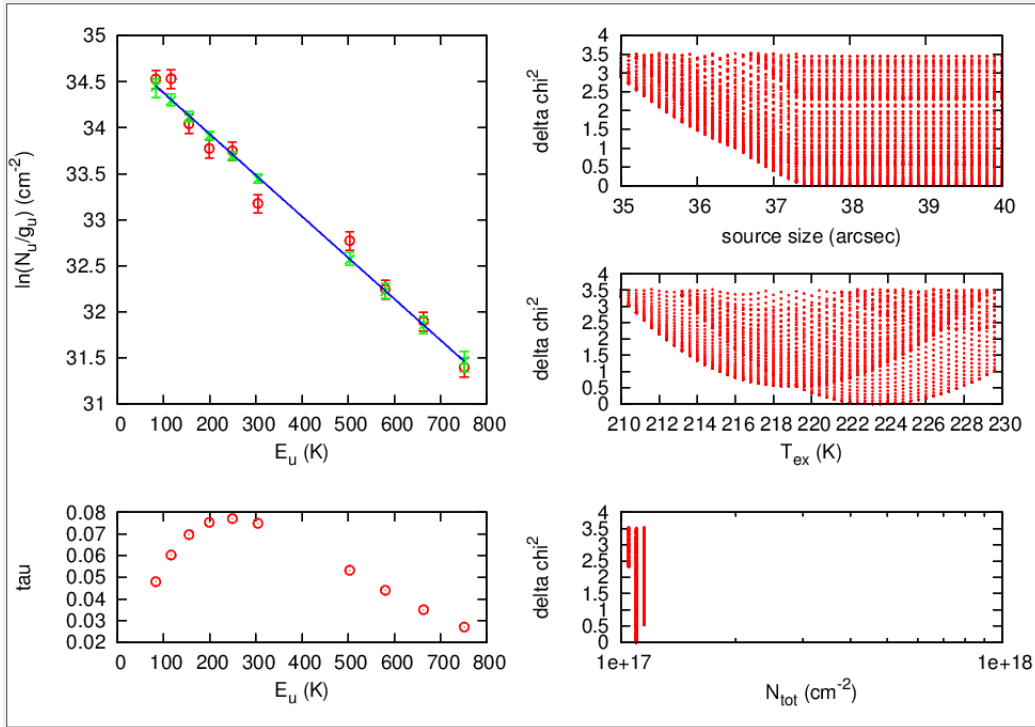 35
34.5
34
33.5
33
32.5
32
31.5
31
ln(N_u/g_u) (cm^-2)
0 100 200 300 400 500 600 700 800
E_u (K)
4
3.5
3
2.5
2
1.5
1
0.5
0
delta chi^2
35 36 37 38 39 40
source size (arcsec)
4
3.5
3
2.5
2
1.5
1
0.5
0
delta chi^2
210 212 214 216 218 220 222 224 226 228 230
T_ex (K)
0.08
0.07
0.06
0.05
0.04
0.03
0.02
tau
0 100 200 300 400 500 600 700 800
E_u (K)
4
3.5
3
2.5
2
1.5
1
0.5
0
delta chi^2
1e+17 1e+18
N_tot (cm^-2)